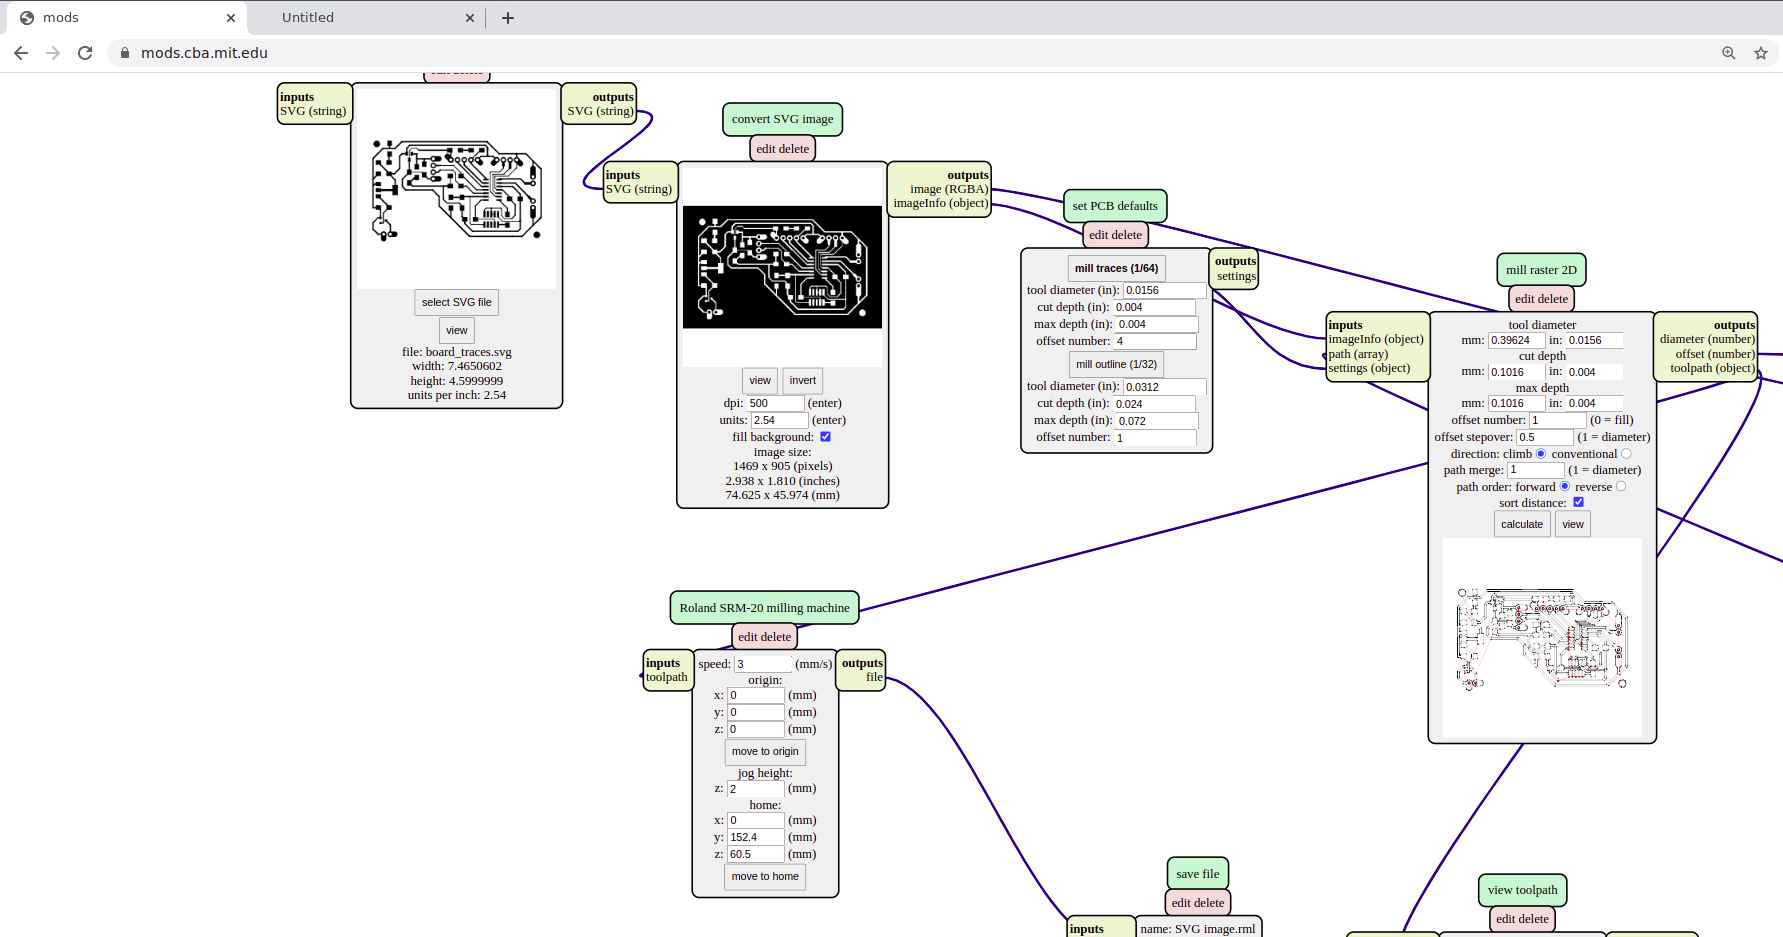 mods
Untitled
mods.cba.mit.edu
inputs
SVG (string)
outputs
SVG (string)
select SVG file
view
file: board_traces.svg
width: 7.4650602
height: 4.5999999
units per inch: 2.54
convert SVG image
edit delete
inputs
SVG (string)
outputs
image (RGBA)
imageInfo (object)
view invert
dpi: 500 (enter)
units: 2.54 (enter)
fill background:
image size:
1469 x 905 (pixels)
2.938 x 1.810 (inches)
74.625 x 45.974 (mm)
set PCB defaults
edit delete
outputs
settings
mill traces (1/64)
tool diameter (in): 0.0156
cut depth (in): 0.004
max depth (in): 0.004
offset number: 4
mill outline (1/32)
tool diameter (in): 0.0312
cut depth (in): 0.024
max depth (in): 0.072
offset number: 1
mill raster 2D
edit delete
inputs
imageInfo (object)
path (array)
settings (object)
outputs
diameter (number)
offset (number)
toolpath (object)
tool diameter
mm: 0.39624 in: 0.0156
cut depth
mm: 0.1016 in: 0.004
max depth
mm: 0.1016 in: 0.004
offset number: 1 (0 = fill)
offset stepover: 0.5 (1 = diameter)
direction: climb conventional
path merge: 1 (1 = diameter)
path order: forward reverse
sort distance:
calculate view
Roland SRM-20 milling machine
edit delete
inputs
toolpath
outputs
file
speed: 3 (mm/s)
origin:
x: 0 (mm)
y: 0 (mm)
z: 0 (mm)
move to origin
jog height:
z: 2 (mm)
home:
x: 0 (mm)
y: 152.4 (mm)
z: 60.5 (mm)
move to home
save file
edit delete
inputs
name: SVG image.rml
view toolpath
edit delete